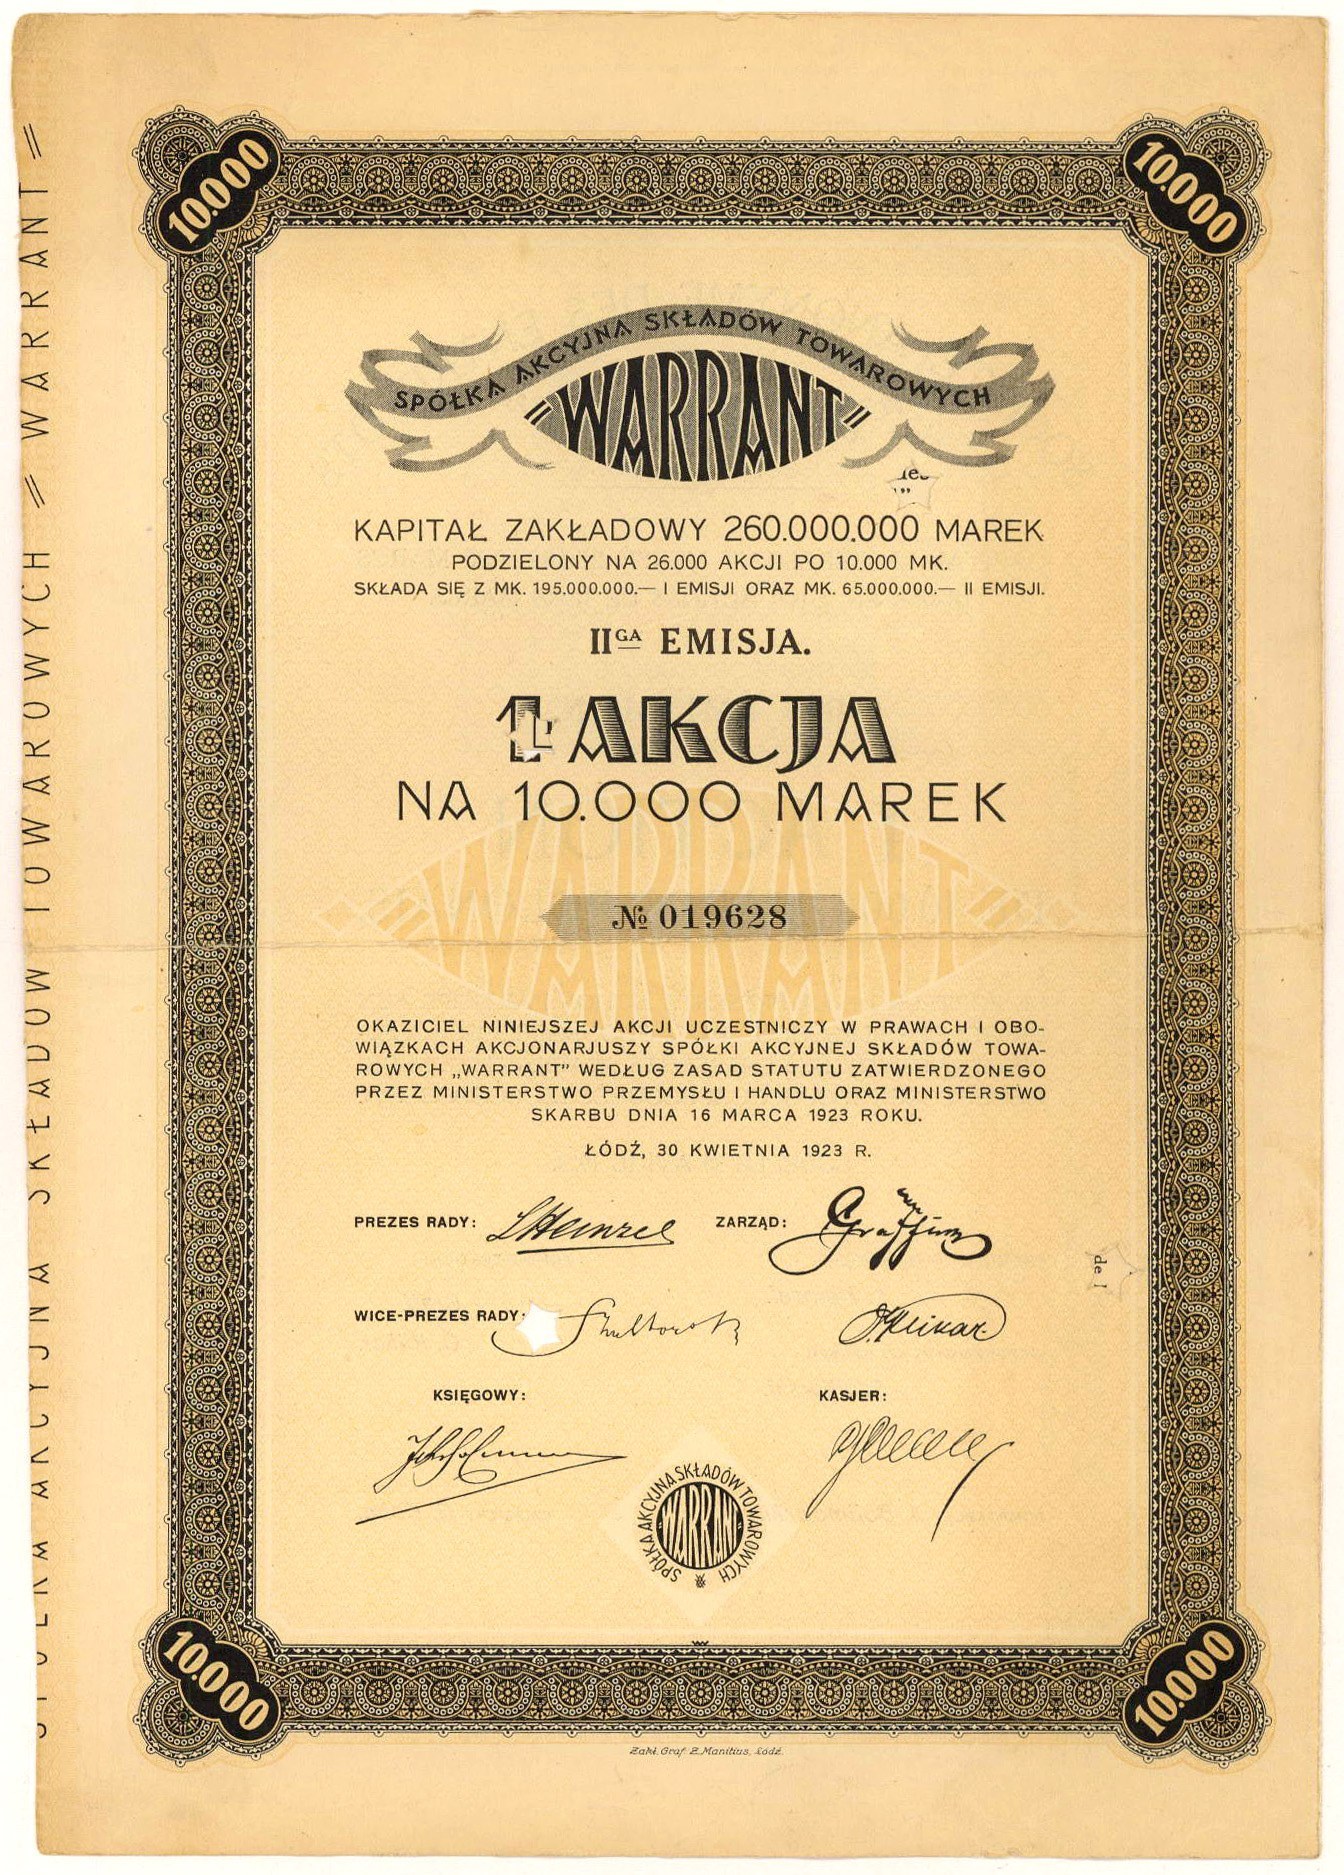 10.000
10.000
SPÓŁKA AKCYJNA SKŁADÓW TOWAROWYCH
WARRANT
KAPITAŁ ZAKŁADOWY 260.000.000 MAREK
PODZIELONY NA 26.000 AKCJI PO 10.000 MK.
SKŁADA SIĘ Z MK. 195.000.000.— I EMISJI ORAZ MK. 65.000.000.— II EMISJI.
IIGA EMISJA.
1 AKCJA
NA 10.000 MAREK
WARRANT
№ 019628
OKAZICIEL NINIEJSZEJ AKCJI UCZESTNICZY W PRAWACH I OBO-
WIĄZKACH AKCJONARJUSZY SPÓŁKI AKCYJNEJ SKŁADÓW TOWA-
ROWYCH „WARRANT” WEDŁUG ZASAD STATUTU ZATWIERDZONEGO
PRZEZ MINISTERSTWO PRZEMYSŁU I HANDLU ORAZ MINISTERSTWO
SKARBU DNIA 16 MARCA 1923 ROKU.
ŁÓDŹ, 30 KWIETNIA 1923 R.
PREZES RADY: ZARZĄD:
de
WICE-PREZES RADY:
KSIĘGOWY: KASJER:
SPÓŁKA AKCYJNA SKŁADÓW TOWAROWYCH
WARRANT
10.000
10.000
Zakł. Graf. Z. Manitius, Łódź.
SPÓŁKA AKCYJNA SKŁADÓW TOWAROWYCH = WARRANT =